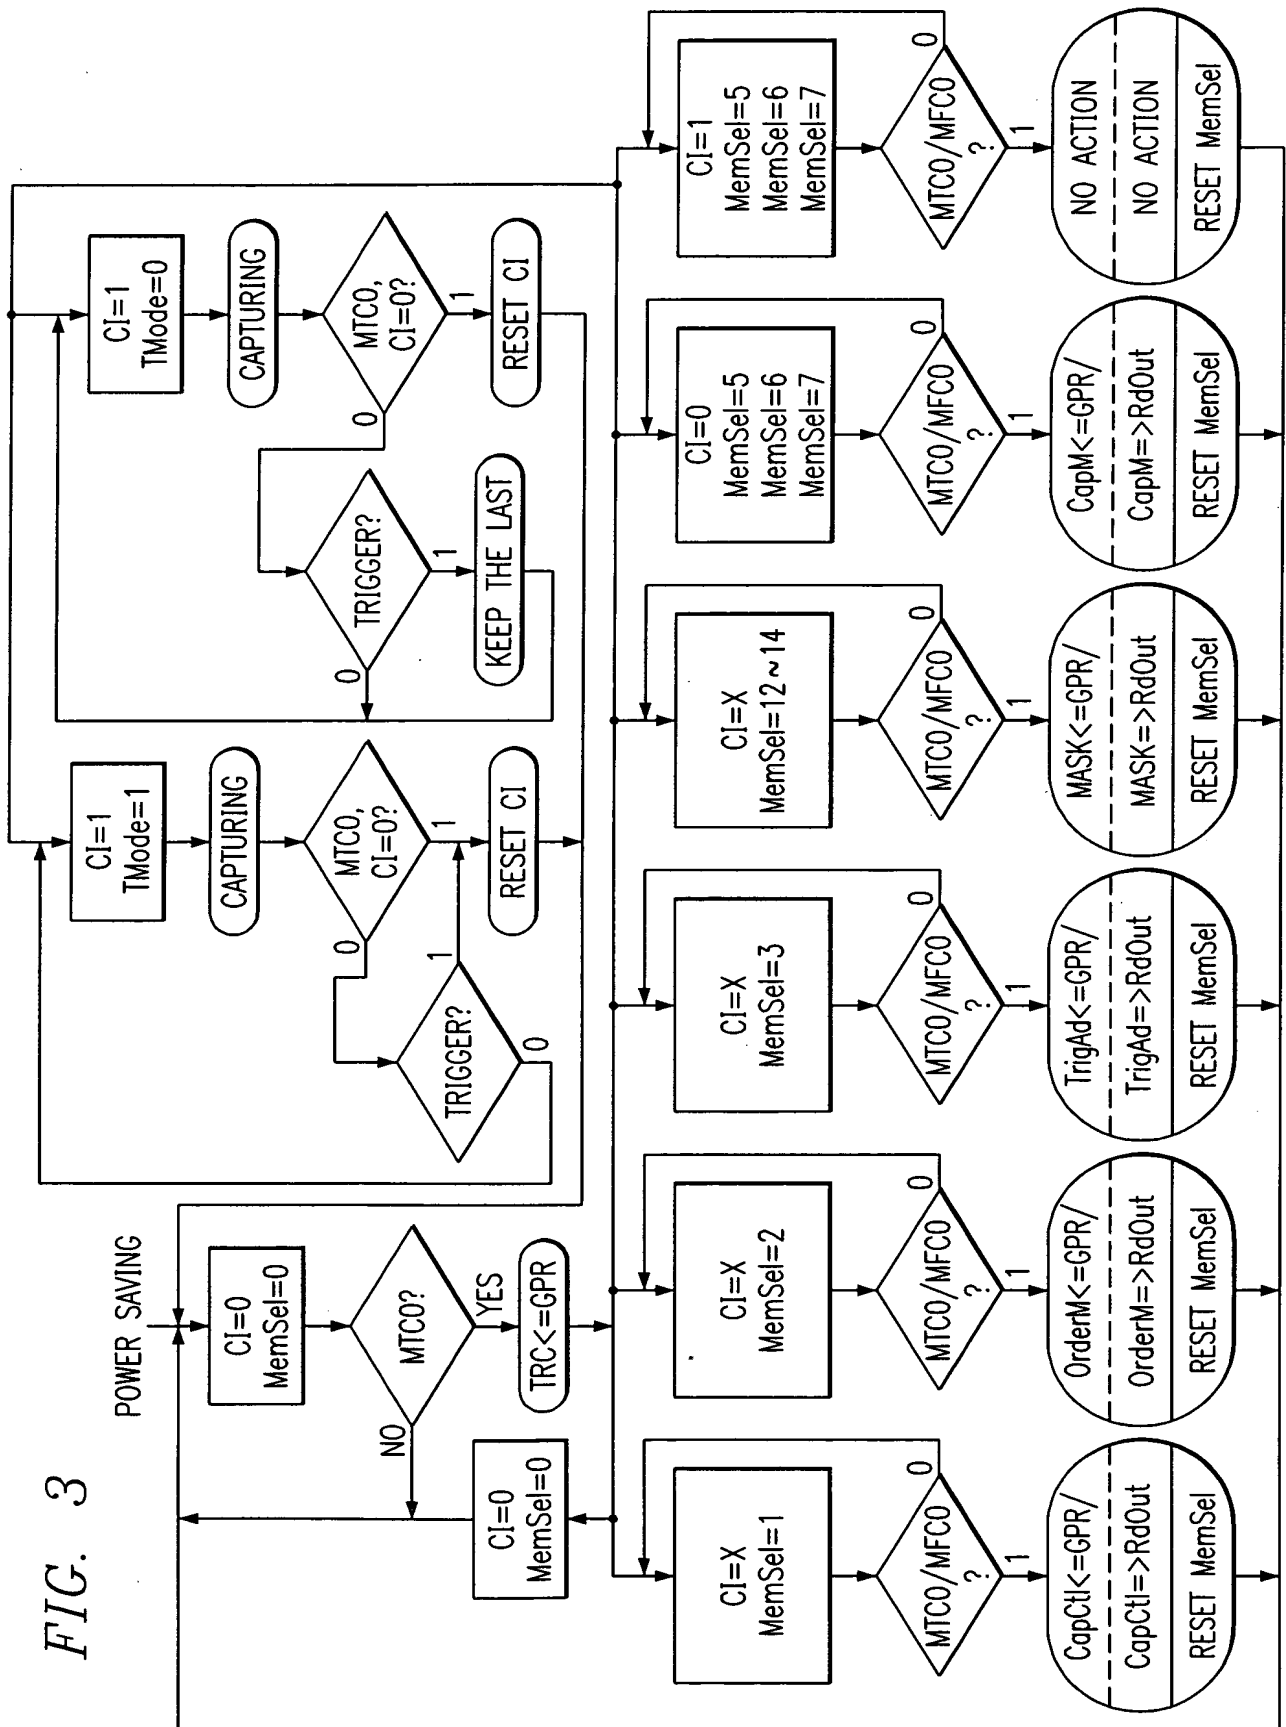 FIG. 3
POWER SAVING
CI=0
MemSel=0
MTC0?
NO
YES
TRC<=GPR
CI=0
MemSel=0
CI=1
TMode=1
CAPTURING
MTC0,
CI=0?
0
1
TRIGGER?
1
0
RESET CI
CI=1
TMode=0
CAPTURING
MTC0,
CI=0?
0
1
TRIGGER?
0
1
KEEP THE LAST
RESET CI
CI=X
MemSel=1
MTC0/MFC0
?
0
1
CapCtl<=GPR/
CapCtl=>RdOut
RESET MemSel
CI=X
MemSel=2
MTC0/MFC0
?
0
1
OrderM<=GPR/
OrderM=>RdOut
RESET MemSel
CI=X
MemSel=3
MTC0/MFC0
?
0
1
TrigAd<=GPR/
TrigAd=>RdOut
RESET MemSel
CI=X
MemSel=12~14
MTC0/MFC0
?
0
1
MASK<=GPR/
MASK=>RdOut
RESET MemSel
CI=0
MemSel=5
MemSel=6
MemSel=7
MTC0/MFC0
?
0
1
CapM<=GPR/
CapM=>RdOut
RESET MemSel
CI=1
MemSel=5
MemSel=6
MemSel=7
MTC0/MFC0
?
0
1
NO ACTION
NO ACTION
RESET MemSel